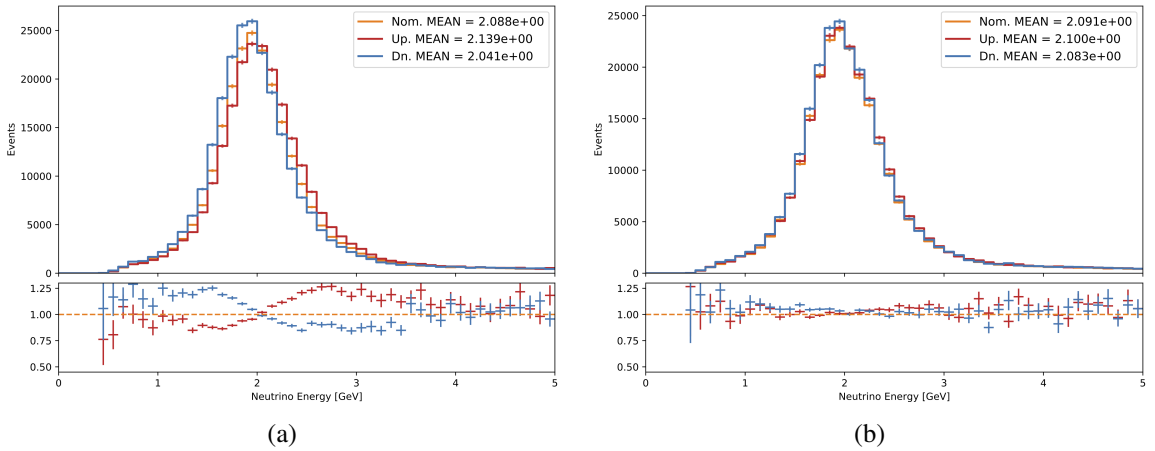 Nom. MEAN = 2.088e+00
Up. MEAN = 2.139e+00
Dn. MEAN = 2.041e+00
25000
20000
15000
10000
5000
0
Events
1.25
1.00
0.75
0.50
0 1 2 3 4 5
Neutrino Energy [GeV]
(a)
Nom. MEAN = 2.091e+00
Up. MEAN = 2.100e+00
Dn. MEAN = 2.083e+00
25000
20000
15000
10000
5000
0
Events
1.25
1.00
0.75
0.50
0 1 2 3 4 5
Neutrino Energy [GeV]
(b)